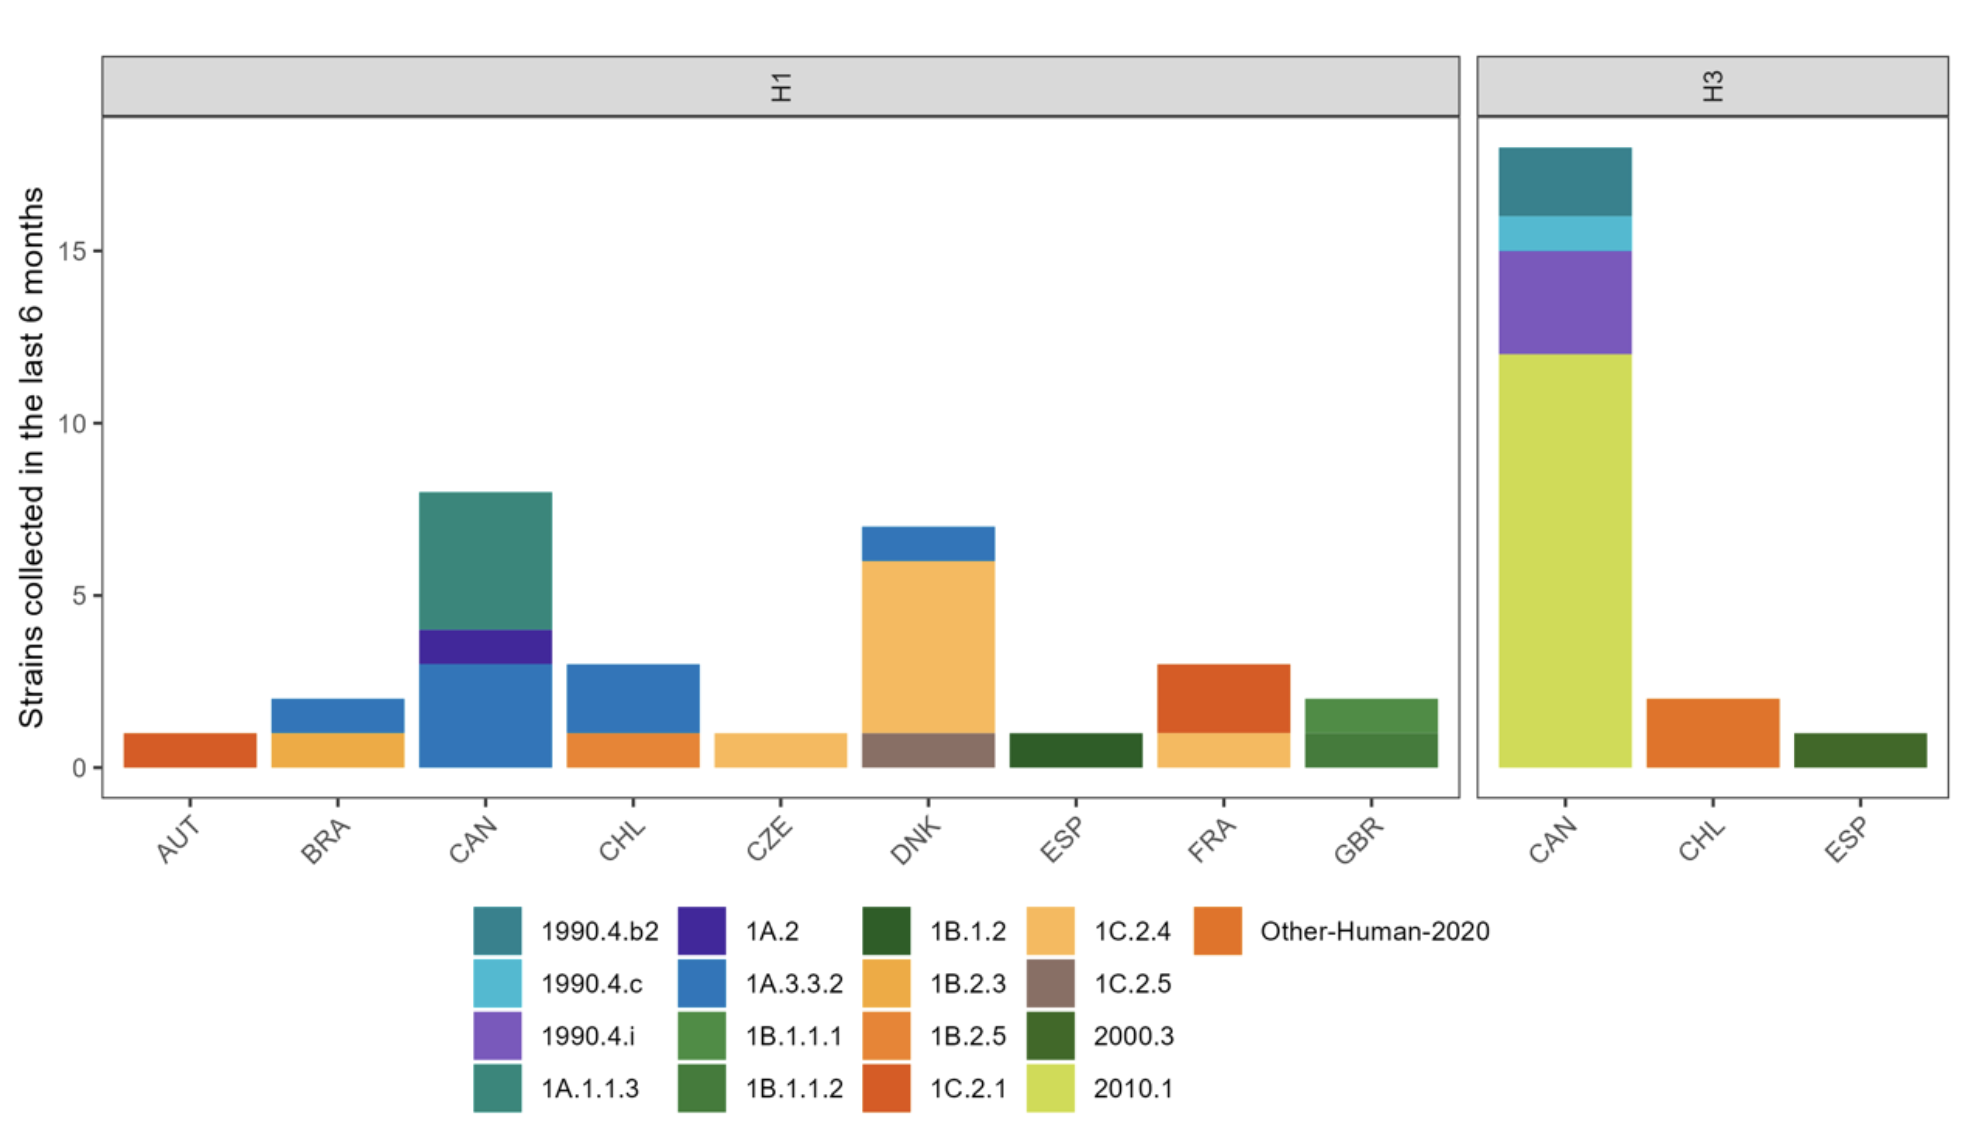 H1
H3
Strains collected in the last 6 months
15
10
5
0
AUT
BRA
CAN
CHL
CZE
DNK
ESP
FRA
GBR
CAN
CHL
ESP
1990.4.b2
1A.2
1B.1.2
1C.2.4
Other-Human-2020
1990.4.c
1A.3.3.2
1B.2.3
1C.2.5
1990.4.i
1B.1.1.1
1B.2.5
2000.3
1A.1.1.3
1B.1.1.2
1C.2.1
2010.1